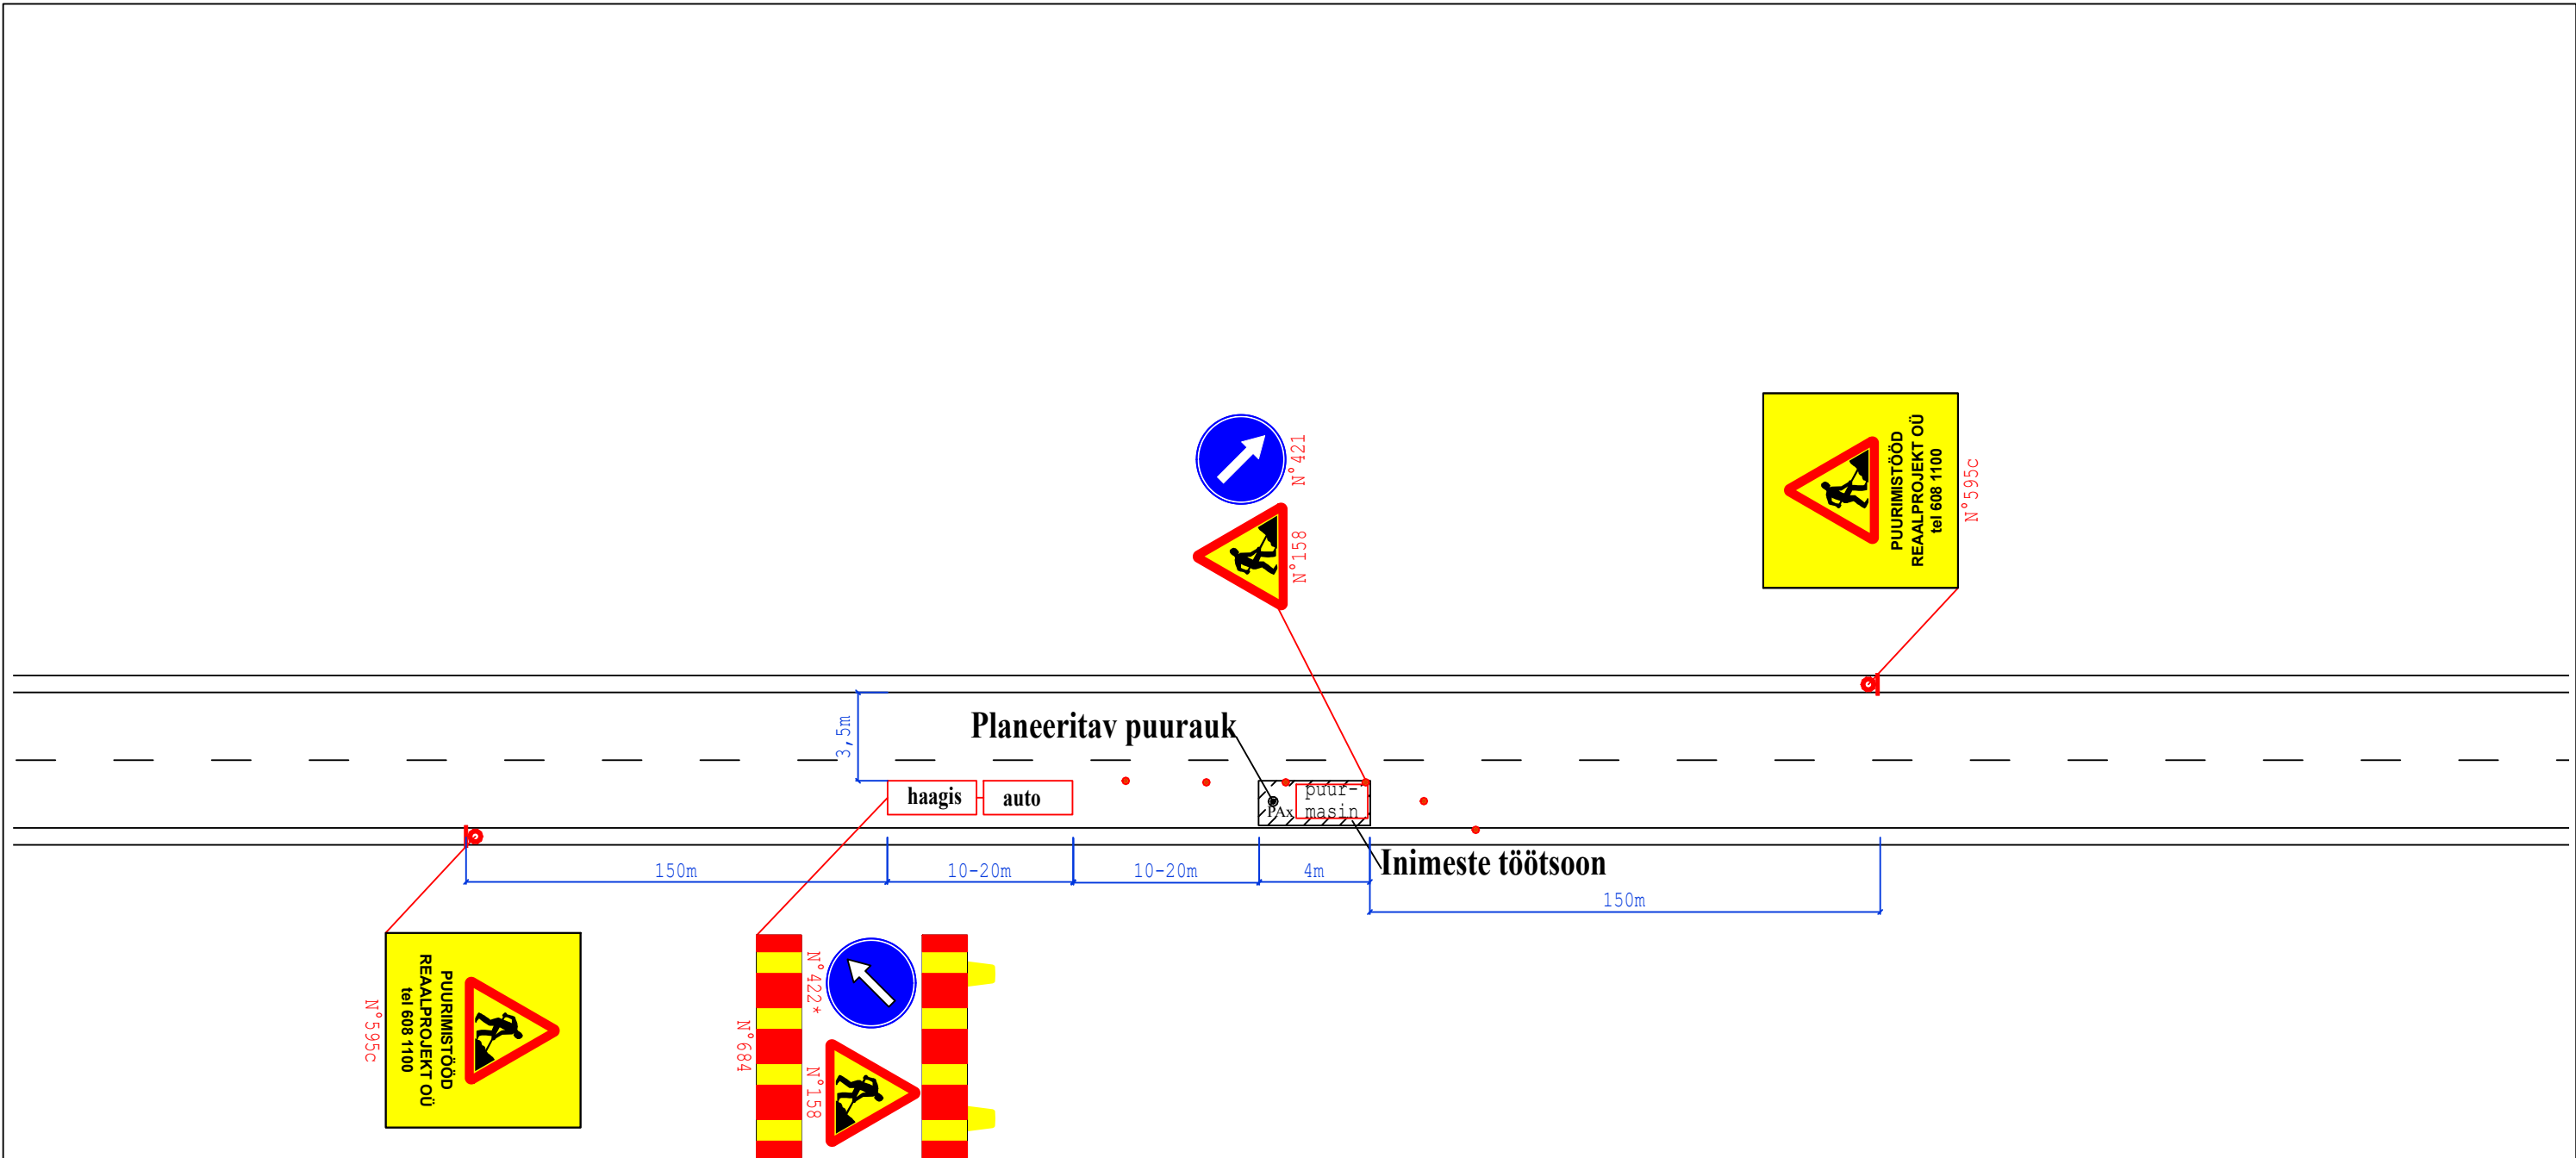 N°421
N°158
PUURIMISTÖÖD
REAALPROJEKT OÜ
tel 608 1100
N°595c
3,5m
Planeeritav puurauk
haagis
auto
puur-
masin
PAx
Inimeste töötsoon
150m
10-20m
10-20m
4m
150m
PUURIMISTÖÖD
REAALPROJEKT OÜ
tel 608 1100
N°595c
N°684
N°422*
N°158